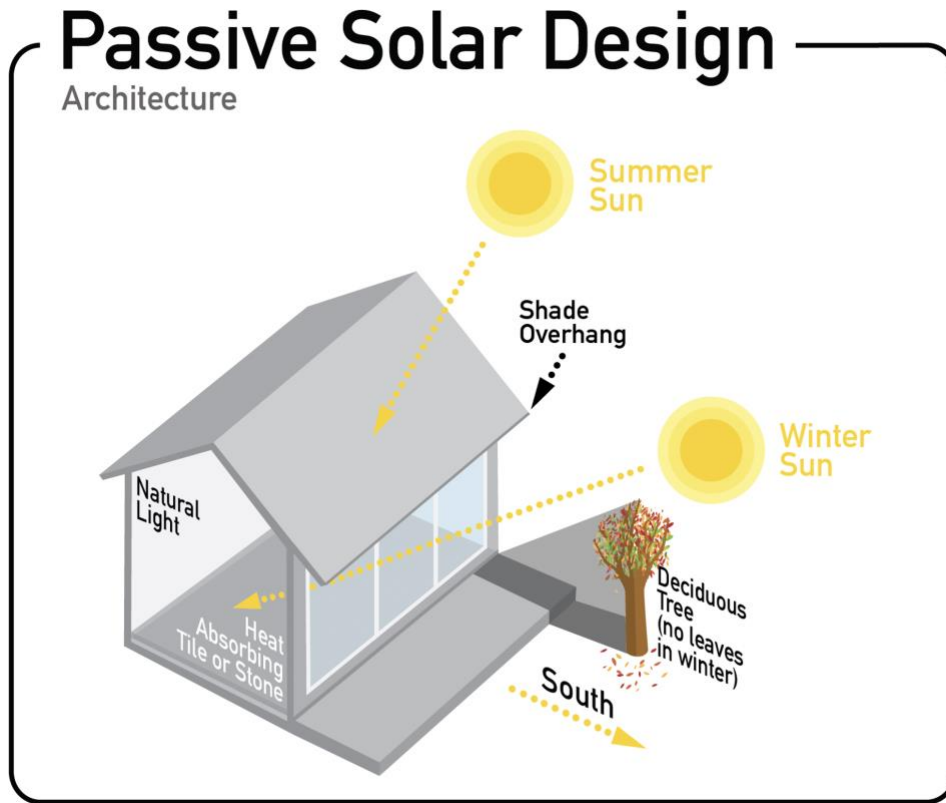 Passive Solar Design
Architecture
Summer
Sun
Shade
Overhang
Winter
Sun
Natural
Light
Heat
Absorbing
Tile or Stone
Deciduous
Tree
(no leaves
in winter)
South